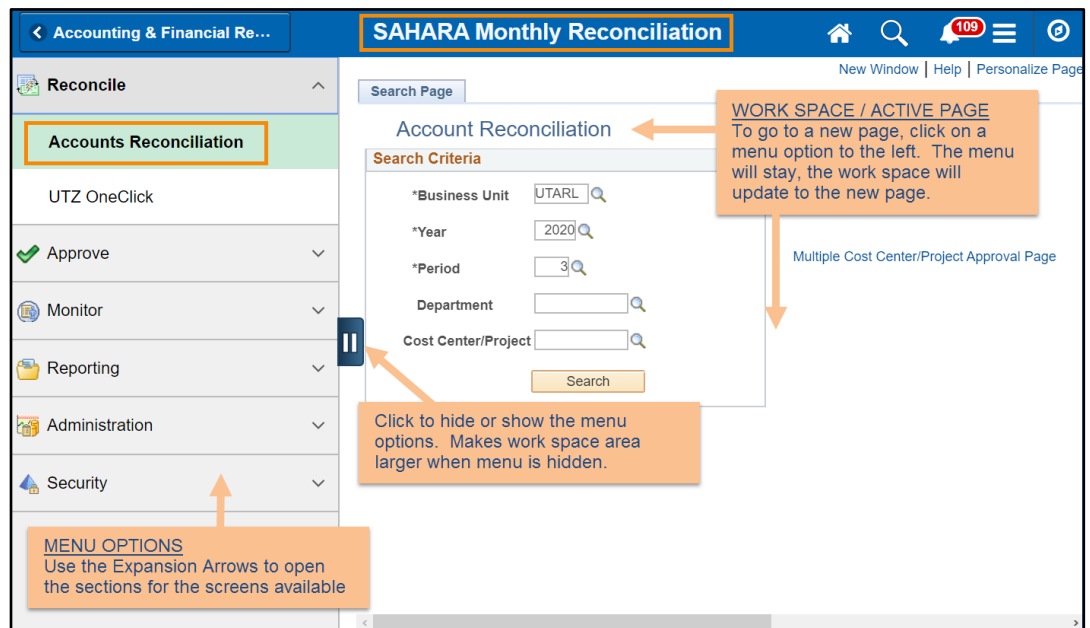 Accounting & Financial Re...
SAHARA Monthly Reconciliation
109
New Window | Help | Personalize Page
Reconcile
Accounts Reconciliation
UTZ OneClick
Approve
Monitor
Reporting
Administration
Security
MENU OPTIONS
Use the Expansion Arrows to open
the sections for the screens available
Search Page
Account Reconciliation
Search Criteria
*Business Unit UTARL
*Year 2020
*Period 3
Department
Cost Center/Project
Search
WORK SPACE / ACTIVE PAGE
To go to a new page, click on a
menu option to the left. The menu
will stay, the work space will
update to the new page.
Multiple Cost Center/Project Approval Page
Click to hide or show the menu
options. Makes work space area
larger when menu is hidden.